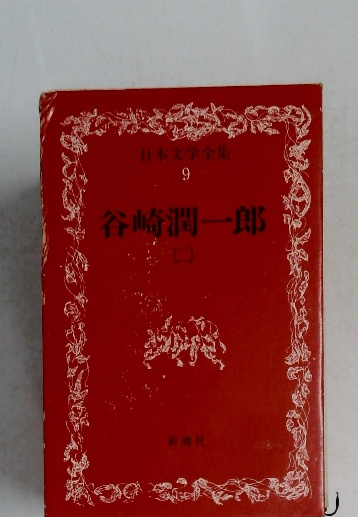 日本文学全集
9
谷崎潤一郎
(二)
新潮社